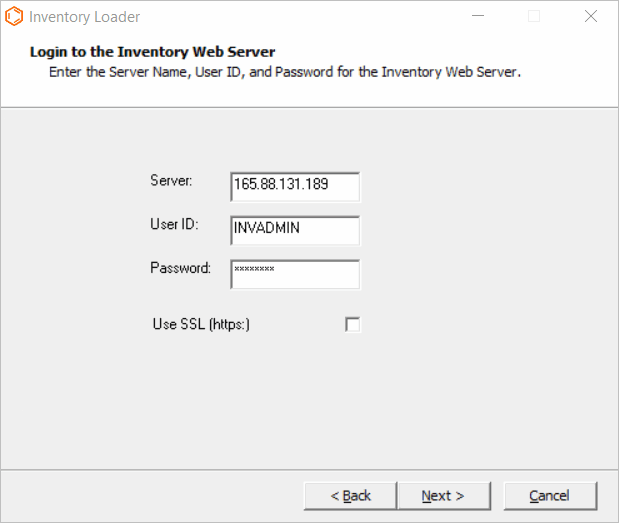 Inventory Loader
Login to the Inventory Web Server
Enter the Server Name, User ID, and Password for the Inventory Web Server.
Server: 165.88.131.189
User ID: INVADMIN
Password: ********
Use SSL (https:)
< Back Next > Cancel